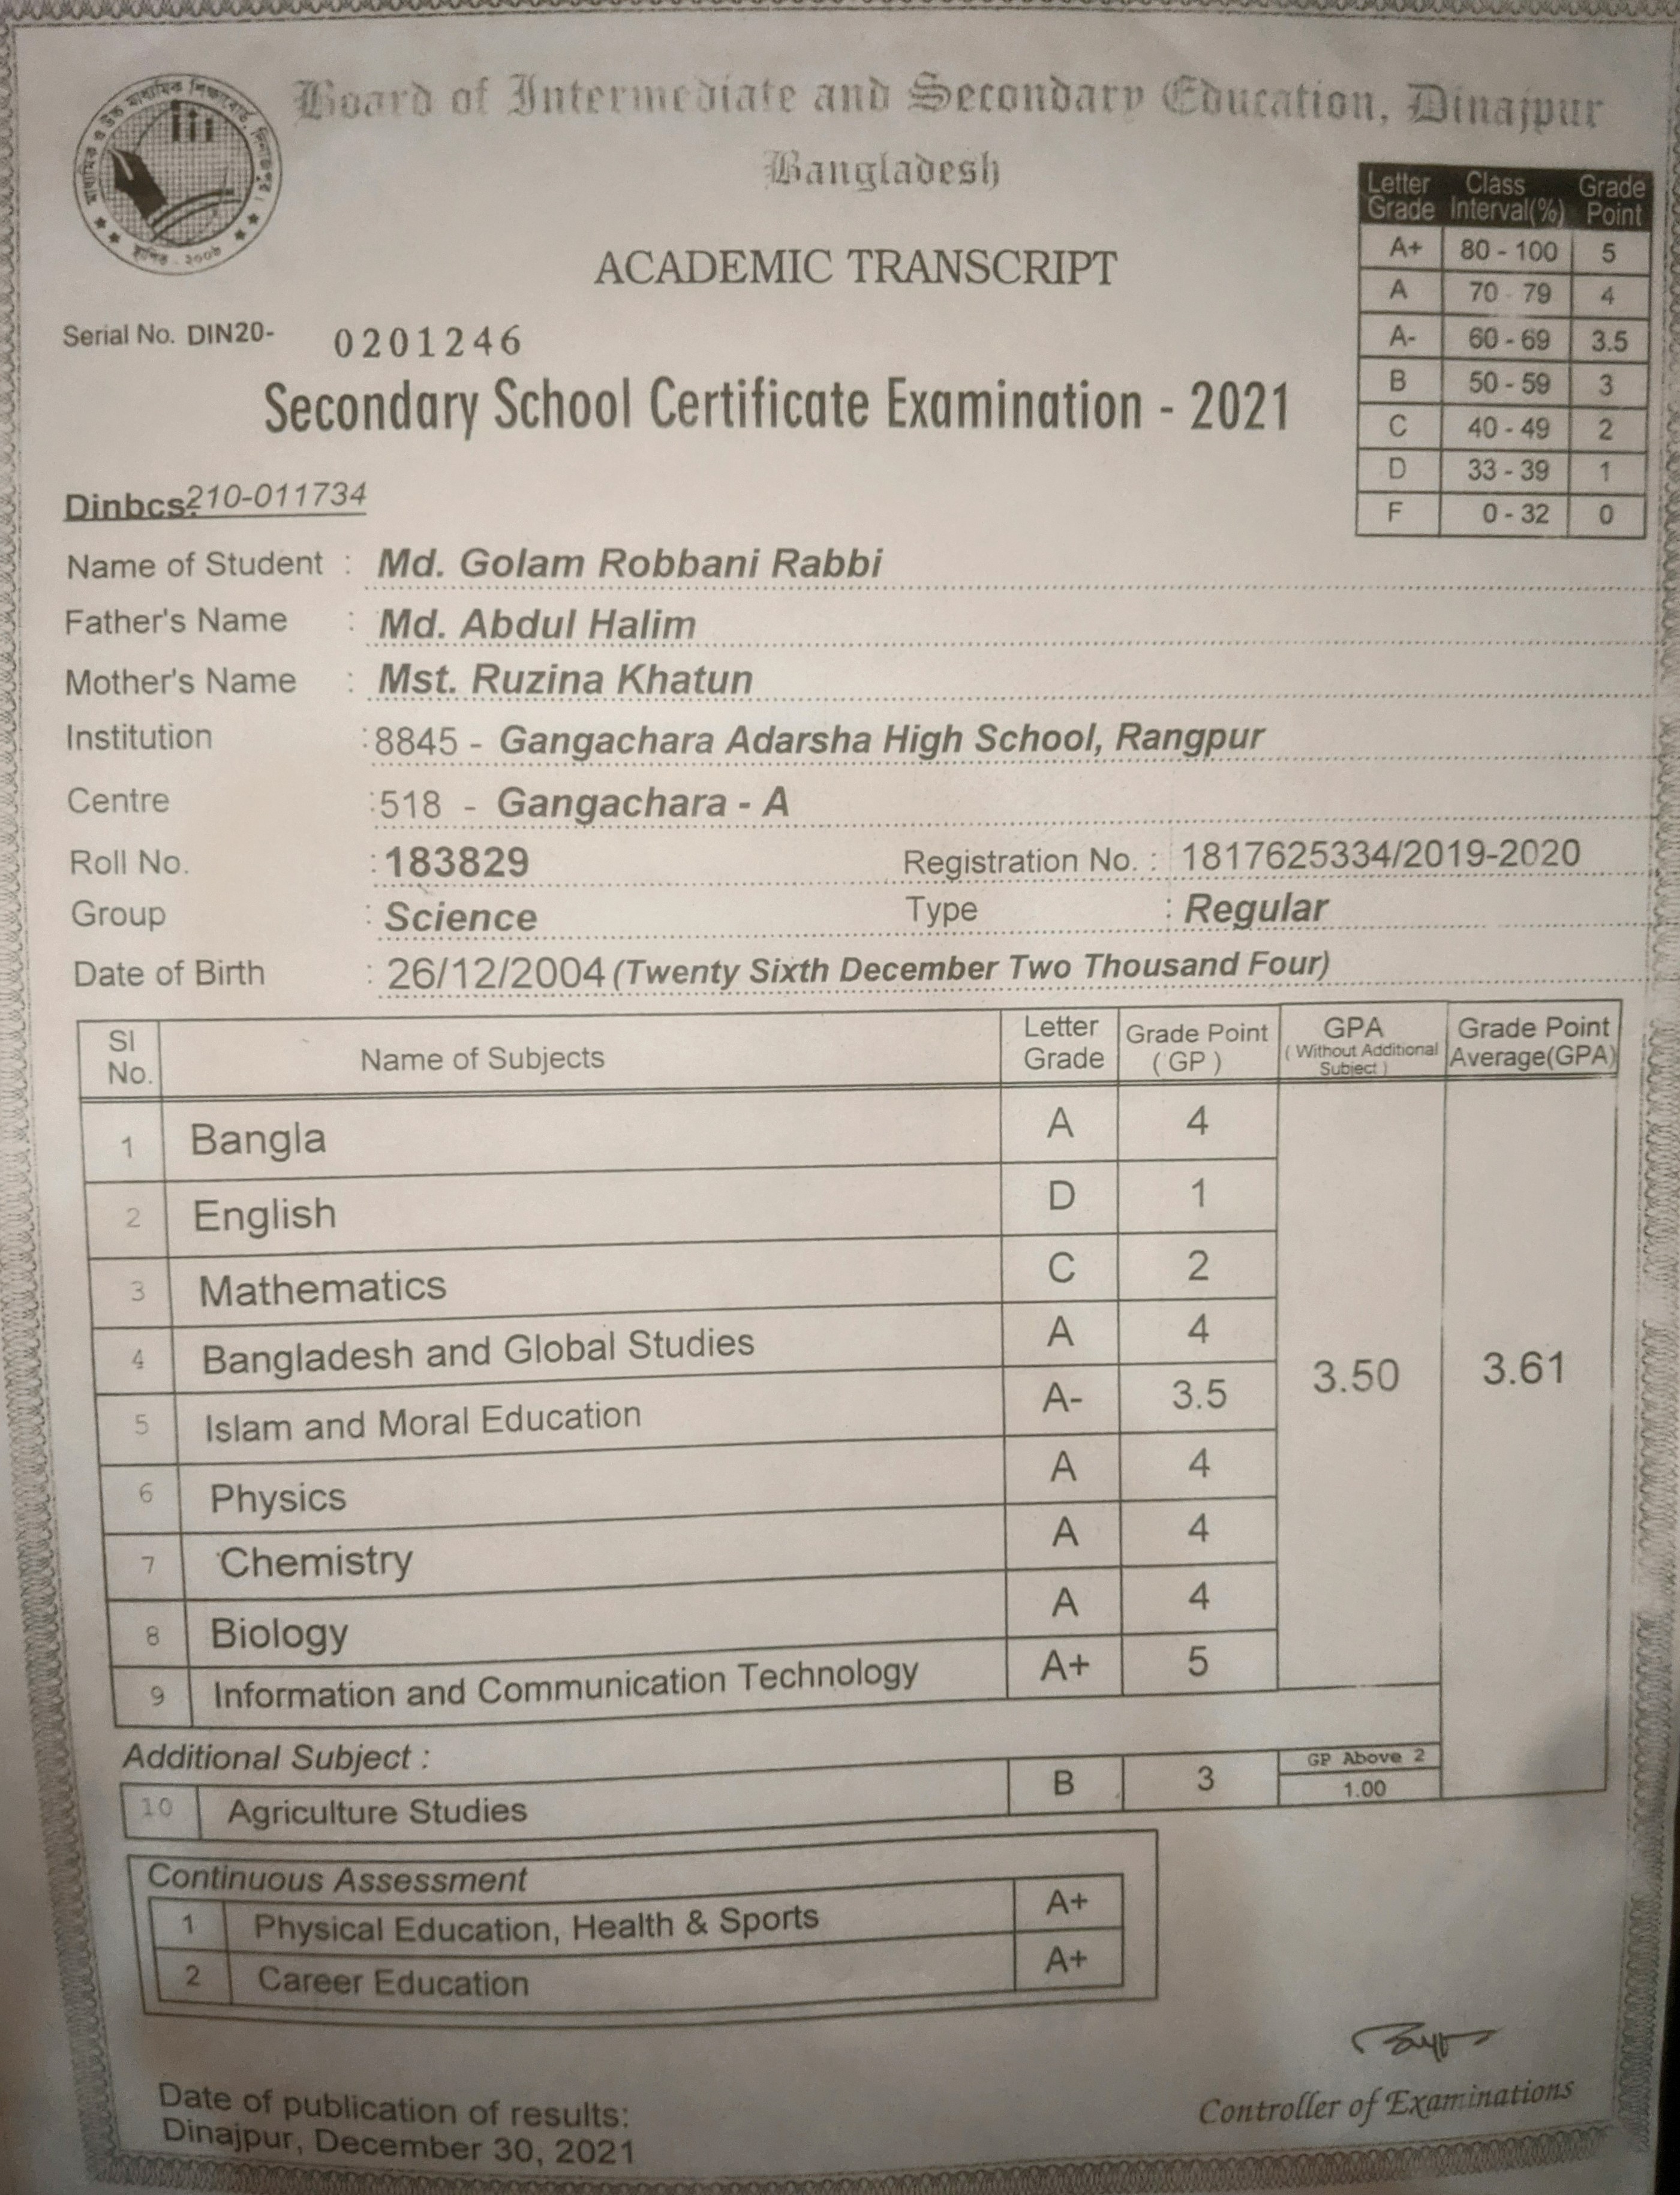 মাধ্যমিক ও উচ্চ মাধ্যমিক শিক্ষাবোর্ড, দিনাজপুর।
স্থাপিত - ২০০৬
Board of Intermediate and Secondary Education, Dinajpur
Bangladesh
ACADEMIC TRANSCRIPT
Letter Grade Class Interval(%) Grade Point
A+ 80 - 100 5
A 70 - 79 4
A- 60 - 69 3.5
B 50 - 59 3
C 40 - 49 2
D 33 - 39 1
F 0 - 32 0
Serial No. DIN20- 0201246
Secondary School Certificate Examination - 2021
Dinbcs:210-011734
Name of Student : Md. Golam Robbani Rabbi
Father's Name : Md. Abdul Halim
Mother's Name : Mst. Ruzina Khatun
Institution : 8845 - Gangachara Adarsha High School, Rangpur
Centre : 518 - Gangachara - A
Roll No. : 183829 Registration No. : 1817625334/2019-2020
Group : Science Type : Regular
Date of Birth : 26/12/2004 (Twenty Sixth December Two Thousand Four)
Sl No. Name of Subjects Letter Grade Grade Point (GP) GPA (Without Additional Subject) Grade Point Average(GPA)
1 Bangla A 4
2 English D 1
3 Mathematics C 2
4 Bangladesh and Global Studies A 4
3.50 3.61
5 Islam and Moral Education A- 3.5
6 Physics A 4
7 Chemistry A 4
8 Biology A 4
9 Information and Communication Technology A+ 5
Additional Subject :
10 Agriculture Studies B 3 GP Above 2
1.00
Continuous Assessment
1 Physical Education, Health & Sports A+
2 Career Education A+
Date of publication of results:
Dinajpur, December 30, 2021
Controller of Examinations